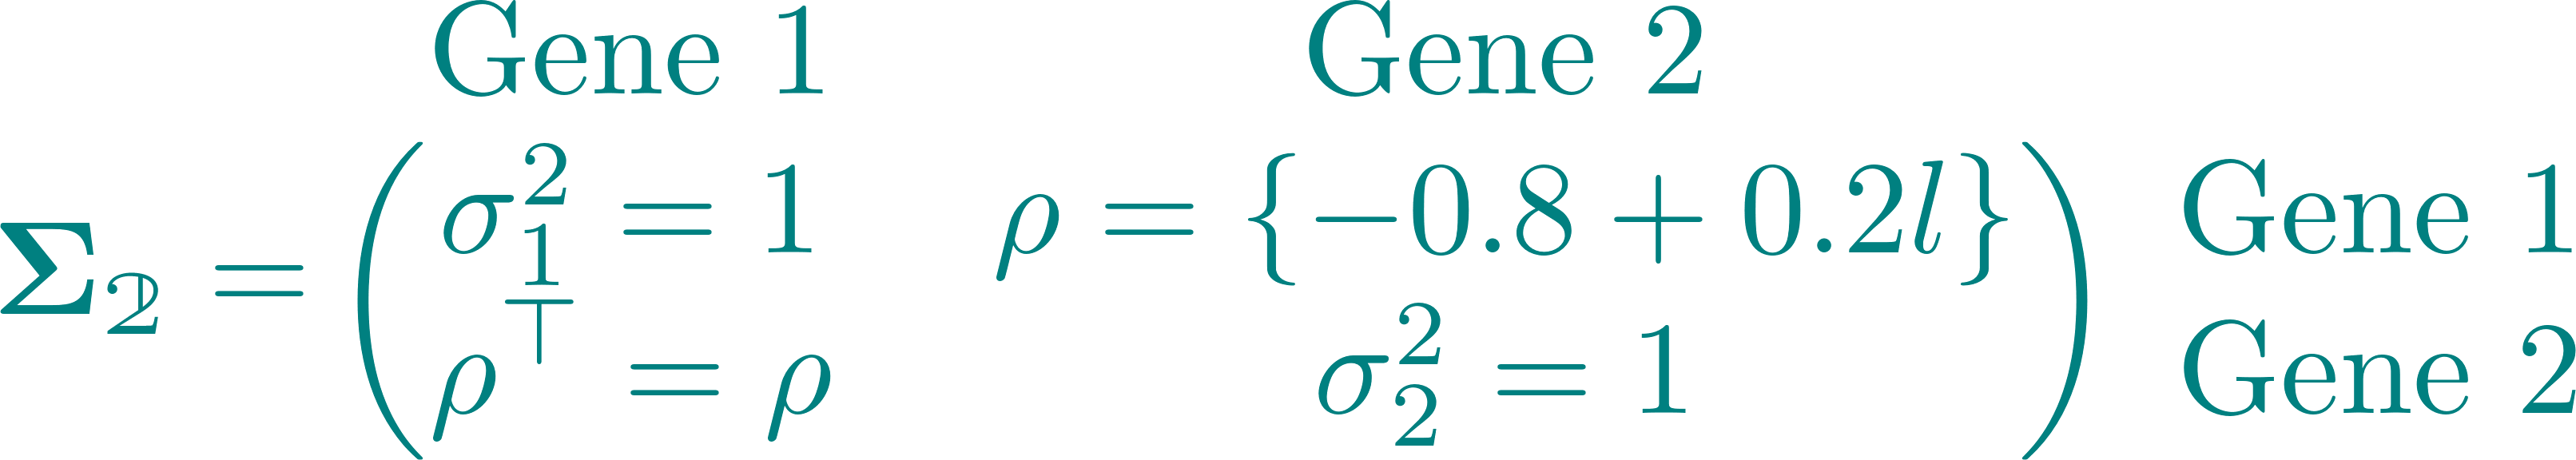 Gene 1 Gene 2
𝚺₂ = ( σ₁² = 1 ρ = {−0.8 + 0.2l} ) Gene 1
ρ^⊤ = ρ σ₂² = 1 Gene 2